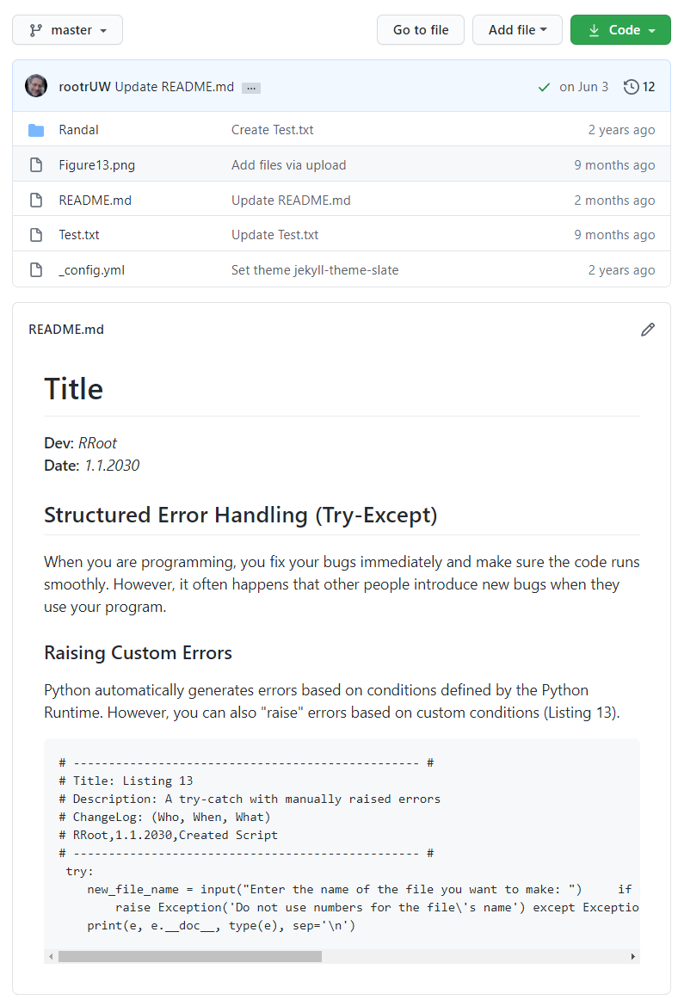 master
Go to file
Add file
Code
rootrUW Update README.md ...
on Jun 3
12
Randal Create Test.txt 2 years ago
Figure13.png Add files via upload 9 months ago
README.md Update README.md 2 months ago
Test.txt Update Test.txt 9 months ago
_config.yml Set theme jekyll-theme-slate 2 years ago
README.md
Title
Dev: RRoot
Date: 1.1.2030
Structured Error Handling (Try-Except)
When you are programming, you fix your bugs immediately and make sure the code runs
smoothly. However, it often happens that other people introduce new bugs when they
use your program.
Raising Custom Errors
Python automatically generates errors based on conditions defined by the Python
Runtime. However, you can also "raise" errors based on custom conditions (Listing 13).
# ------------------------------------------------- #
# Title: Listing 13
# Description: A try-catch with manually raised errors
# ChangeLog: (Who, When, What)
# RRoot,1.1.2030,Created Script
# ------------------------------------------------- #
try:
new_file_name = input("Enter the name of the file you want to make: ")     if
raise Exception('Do not use numbers for the file\'s name') except Exceptio
print(e, e.__doc__, type(e), sep='\n')